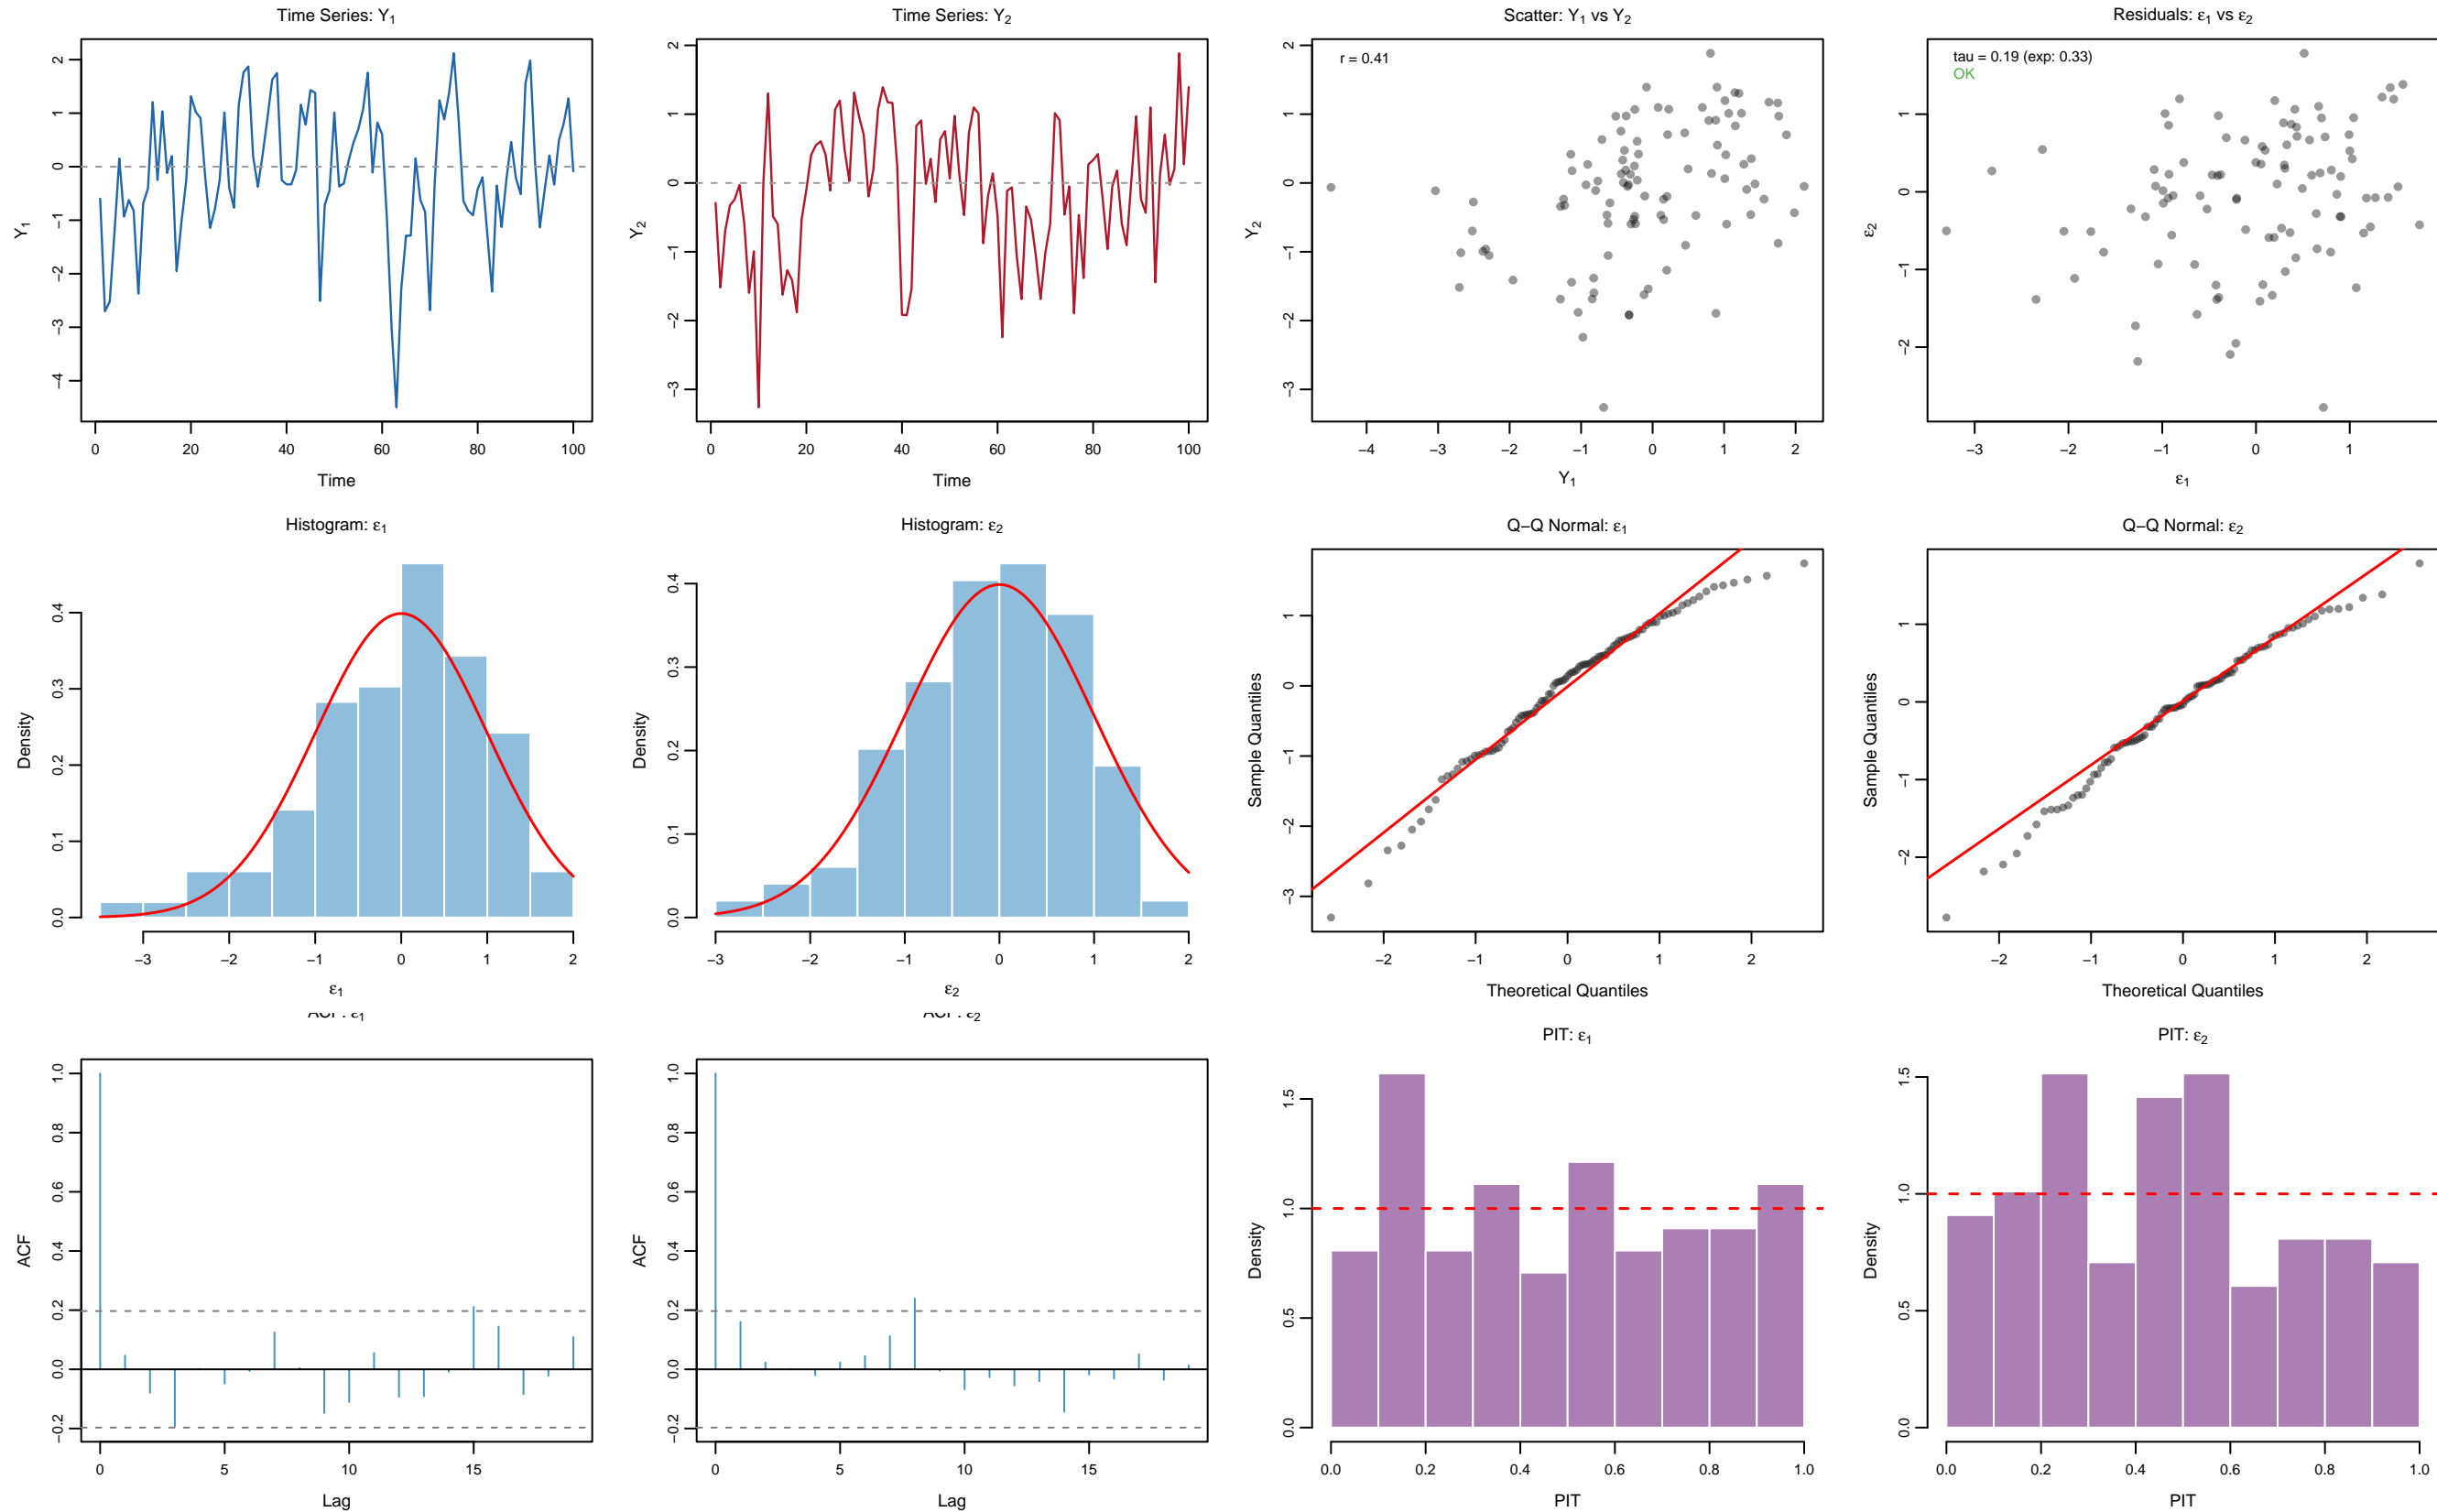 Time Series: Y1
Y1
2
1
0
−1
−2
−3
−4
0 20 40 60 80 100
Time
Time Series: Y2
Y2
2
1
0
−1
−2
−3
0 20 40 60 80 100
Time
Scatter: Y1 vs Y2
r = 0.41
Y2
2
1
0
−1
−2
−3
−4 −3 −2 −1 0 1 2
Y1
Residuals: ε1 vs ε2
tau = 0.19 (exp: 0.33)
OK
ε2
1
0
−1
−2
−3 −2 −1 0 1
ε1
Histogram: ε1
Density
0.4
0.3
0.2
0.1
0.0
−3 −2 −1 0 1 2
ε1
Histogram: ε2
Density
0.4
0.3
0.2
0.1
0.0
−3 −2 −1 0 1 2
ε2
Q−Q Normal: ε1
Sample Quantiles
1
0
−1
−2
−3
−2 −1 0 1 2
Theoretical Quantiles
Q−Q Normal: ε2
Sample Quantiles
1
0
−1
−2
−2 −1 0 1 2
Theoretical Quantiles
ACF: ε1
ACF
1.0
0.8
0.6
0.4
0.2
0.0
−0.2
0 5 10 15
Lag
ACF: ε2
ACF
1.0
0.8
0.6
0.4
0.2
0.0
−0.2
0 5 10 15
Lag
PIT: ε1
Density
1.5
1.0
0.5
0.0
0.0 0.2 0.4 0.6 0.8 1.0
PIT
PIT: ε2
Density
1.5
1.0
0.5
0.0
0.0 0.2 0.4 0.6 0.8 1.0
PIT